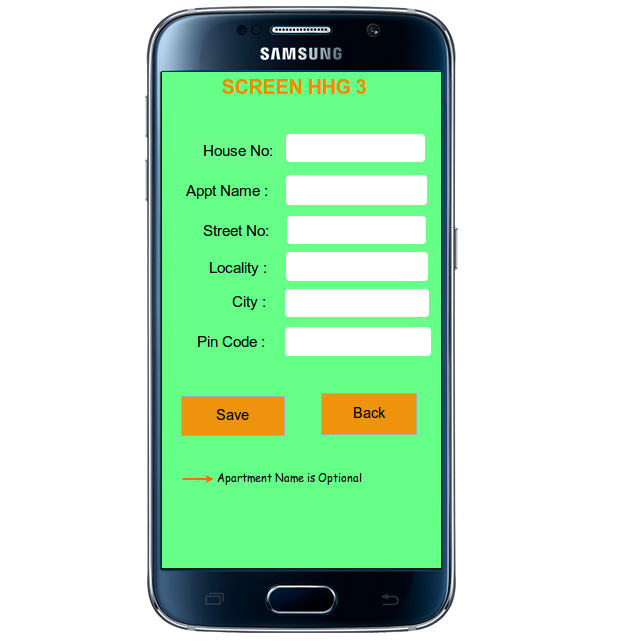 SAMSUNG
SCREEN HHG 3
House No:
Appt Name :
Street No:
Locality :
City :
Pin Code :
Save
Back
Apartment Name is Optional